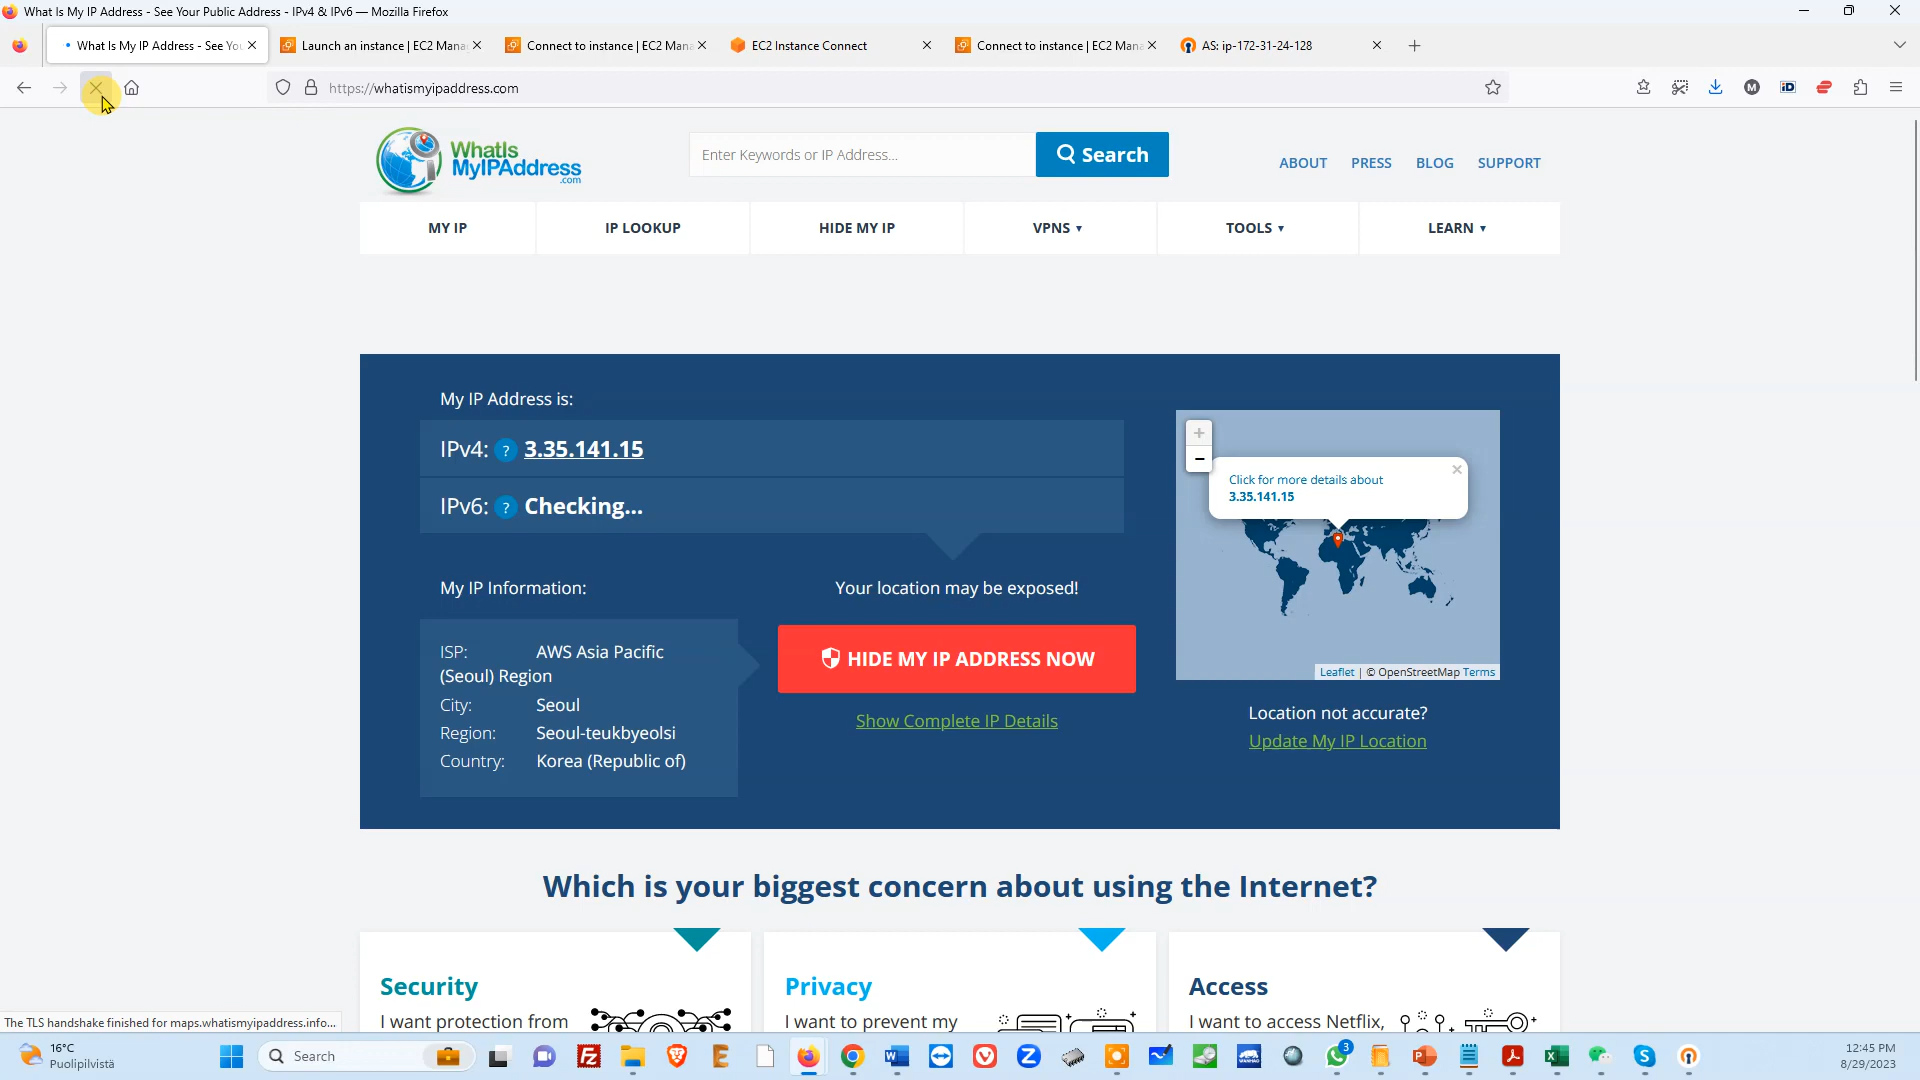 What Is My IP Address - See Your Public Address - IPv4 & IPv6 — Mozilla Firefox
What Is My IP Address - See You
Launch an instance | EC2 Mana
Connect to instance | EC2 Mana
EC2 Instance Connect
Connect to instance | EC2 Mana
AS: ip-172-31-24-128
https://whatismyipaddress.com
WhatIs
MyIPAddress
.com
Enter Keywords or IP Address...
Search
ABOUT
PRESS
BLOG
SUPPORT
MY IP
IP LOOKUP
HIDE MY IP
VPNS
TOOLS
LEARN
My IP Address is:
IPv4: ? 3.35.141.15
IPv6: ? Checking...
+
−
Click for more details about
3.35.141.15
Leaflet | © OpenStreetMap Terms
My IP Information:
ISP: AWS Asia Pacific
(Seoul) Region
City: Seoul
Region: Seoul-teukbyeolsi
Country: Korea (Republic of)
Your location may be exposed!
HIDE MY IP ADDRESS NOW
Show Complete IP Details
Location not accurate?
Update My IP Location
Which is your biggest concern about using the Internet?
Security
I want protection from
Privacy
I want to prevent my
Access
I want to access Netflix,
The TLS handshake finished for maps.whatismyipaddress.info...
16°C
Puolipilvistä
Search
3
12:45 PM
8/29/2023